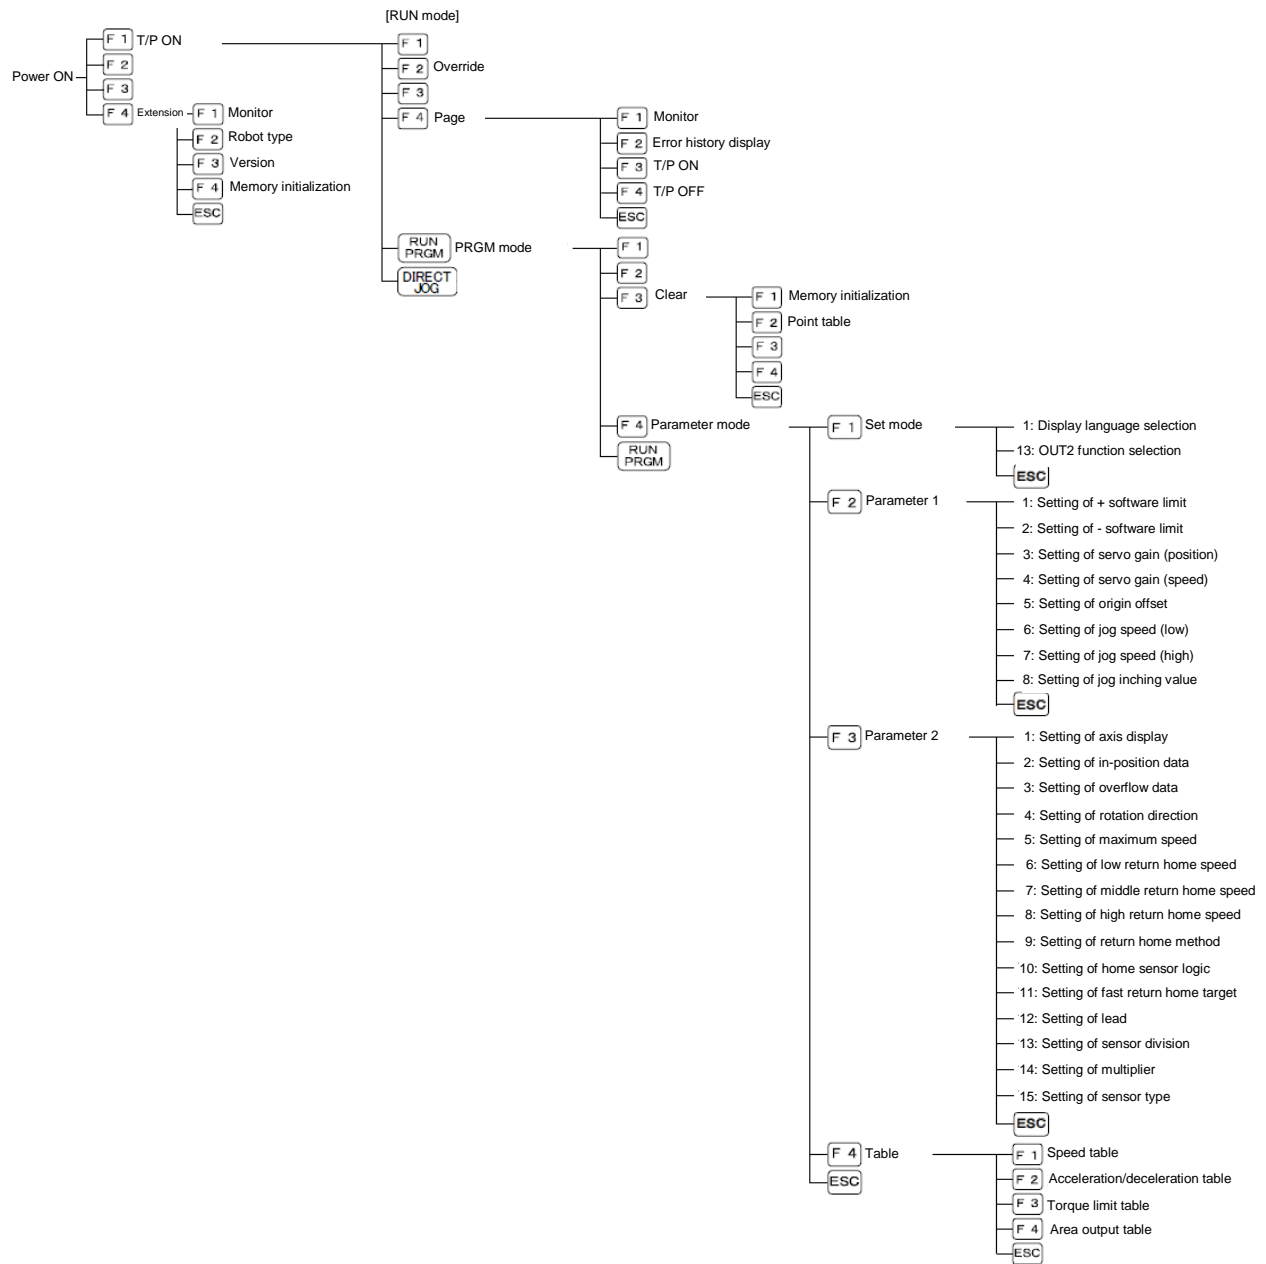 [RUN mode]
F 1 T/P ON
F 1
Power ON
F 2
F 2 Override
F 3
F 3
F 4 Extension
F 1 Monitor
F 4 Page
F 1 Monitor
F 2 Robot type
F 2 Error history display
F 3 Version
F 3 T/P ON
F 4 Memory initialization
F 4 T/P OFF
ESC
ESC
RUN
PRGM
PRGM mode
F 1
DIRECT
JOG
F 2
F 3 Clear
F 1 Memory initialization
F 2 Point table
F 3
F 4
ESC
F 4 Parameter mode
F 1 Set mode
1: Display language selection
RUN
PRGM
13: OUT2 function selection
ESC
F 2 Parameter 1
1: Setting of + software limit
2: Setting of - software limit
3: Setting of servo gain (position)
4: Setting of servo gain (speed)
5: Setting of origin offset
6: Setting of jog speed (low)
7: Setting of jog speed (high)
8: Setting of jog inching value
ESC
F 3 Parameter 2
1: Setting of axis display
2: Setting of in-position data
3: Setting of overflow data
4: Setting of rotation direction
5: Setting of maximum speed
6: Setting of low return home speed
7: Setting of middle return home speed
8: Setting of high return home speed
9: Setting of return home method
10: Setting of home sensor logic
11: Setting of fast return home target
12: Setting of lead
13: Setting of sensor division
14: Setting of multiplier
15: Setting of sensor type
ESC
F 4 Table
F 1 Speed table
ESC
F 2 Acceleration/deceleration table
F 3 Torque limit table
F 4 Area output table
ESC